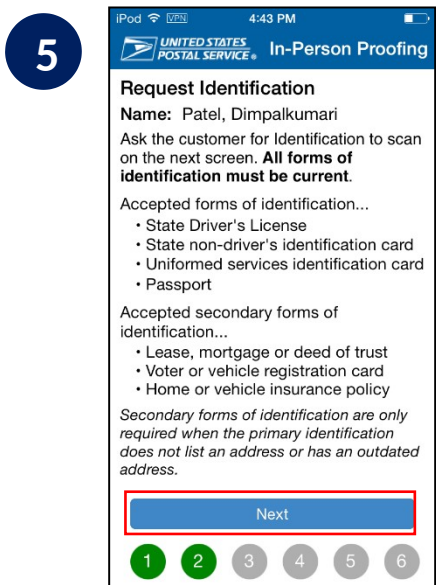 5
iPod VPN 4:43 PM
UNITED STATES
POSTAL SERVICE® In-Person Proofing
Request Identification
Name: Patel, Dimpalkumari
Ask the customer for Identification to scan
on the next screen. All forms of
identification must be current.
Accepted forms of identification...
• State Driver's License
• State non-driver's identification card
• Uniformed services identification card
• Passport
Accepted secondary forms of
identification...
• Lease, mortgage or deed of trust
• Voter or vehicle registration card
• Home or vehicle insurance policy
Secondary forms of identification are only
required when the primary identification
does not list an address or has an outdated
address.
Next
1 2 3 4 5 6